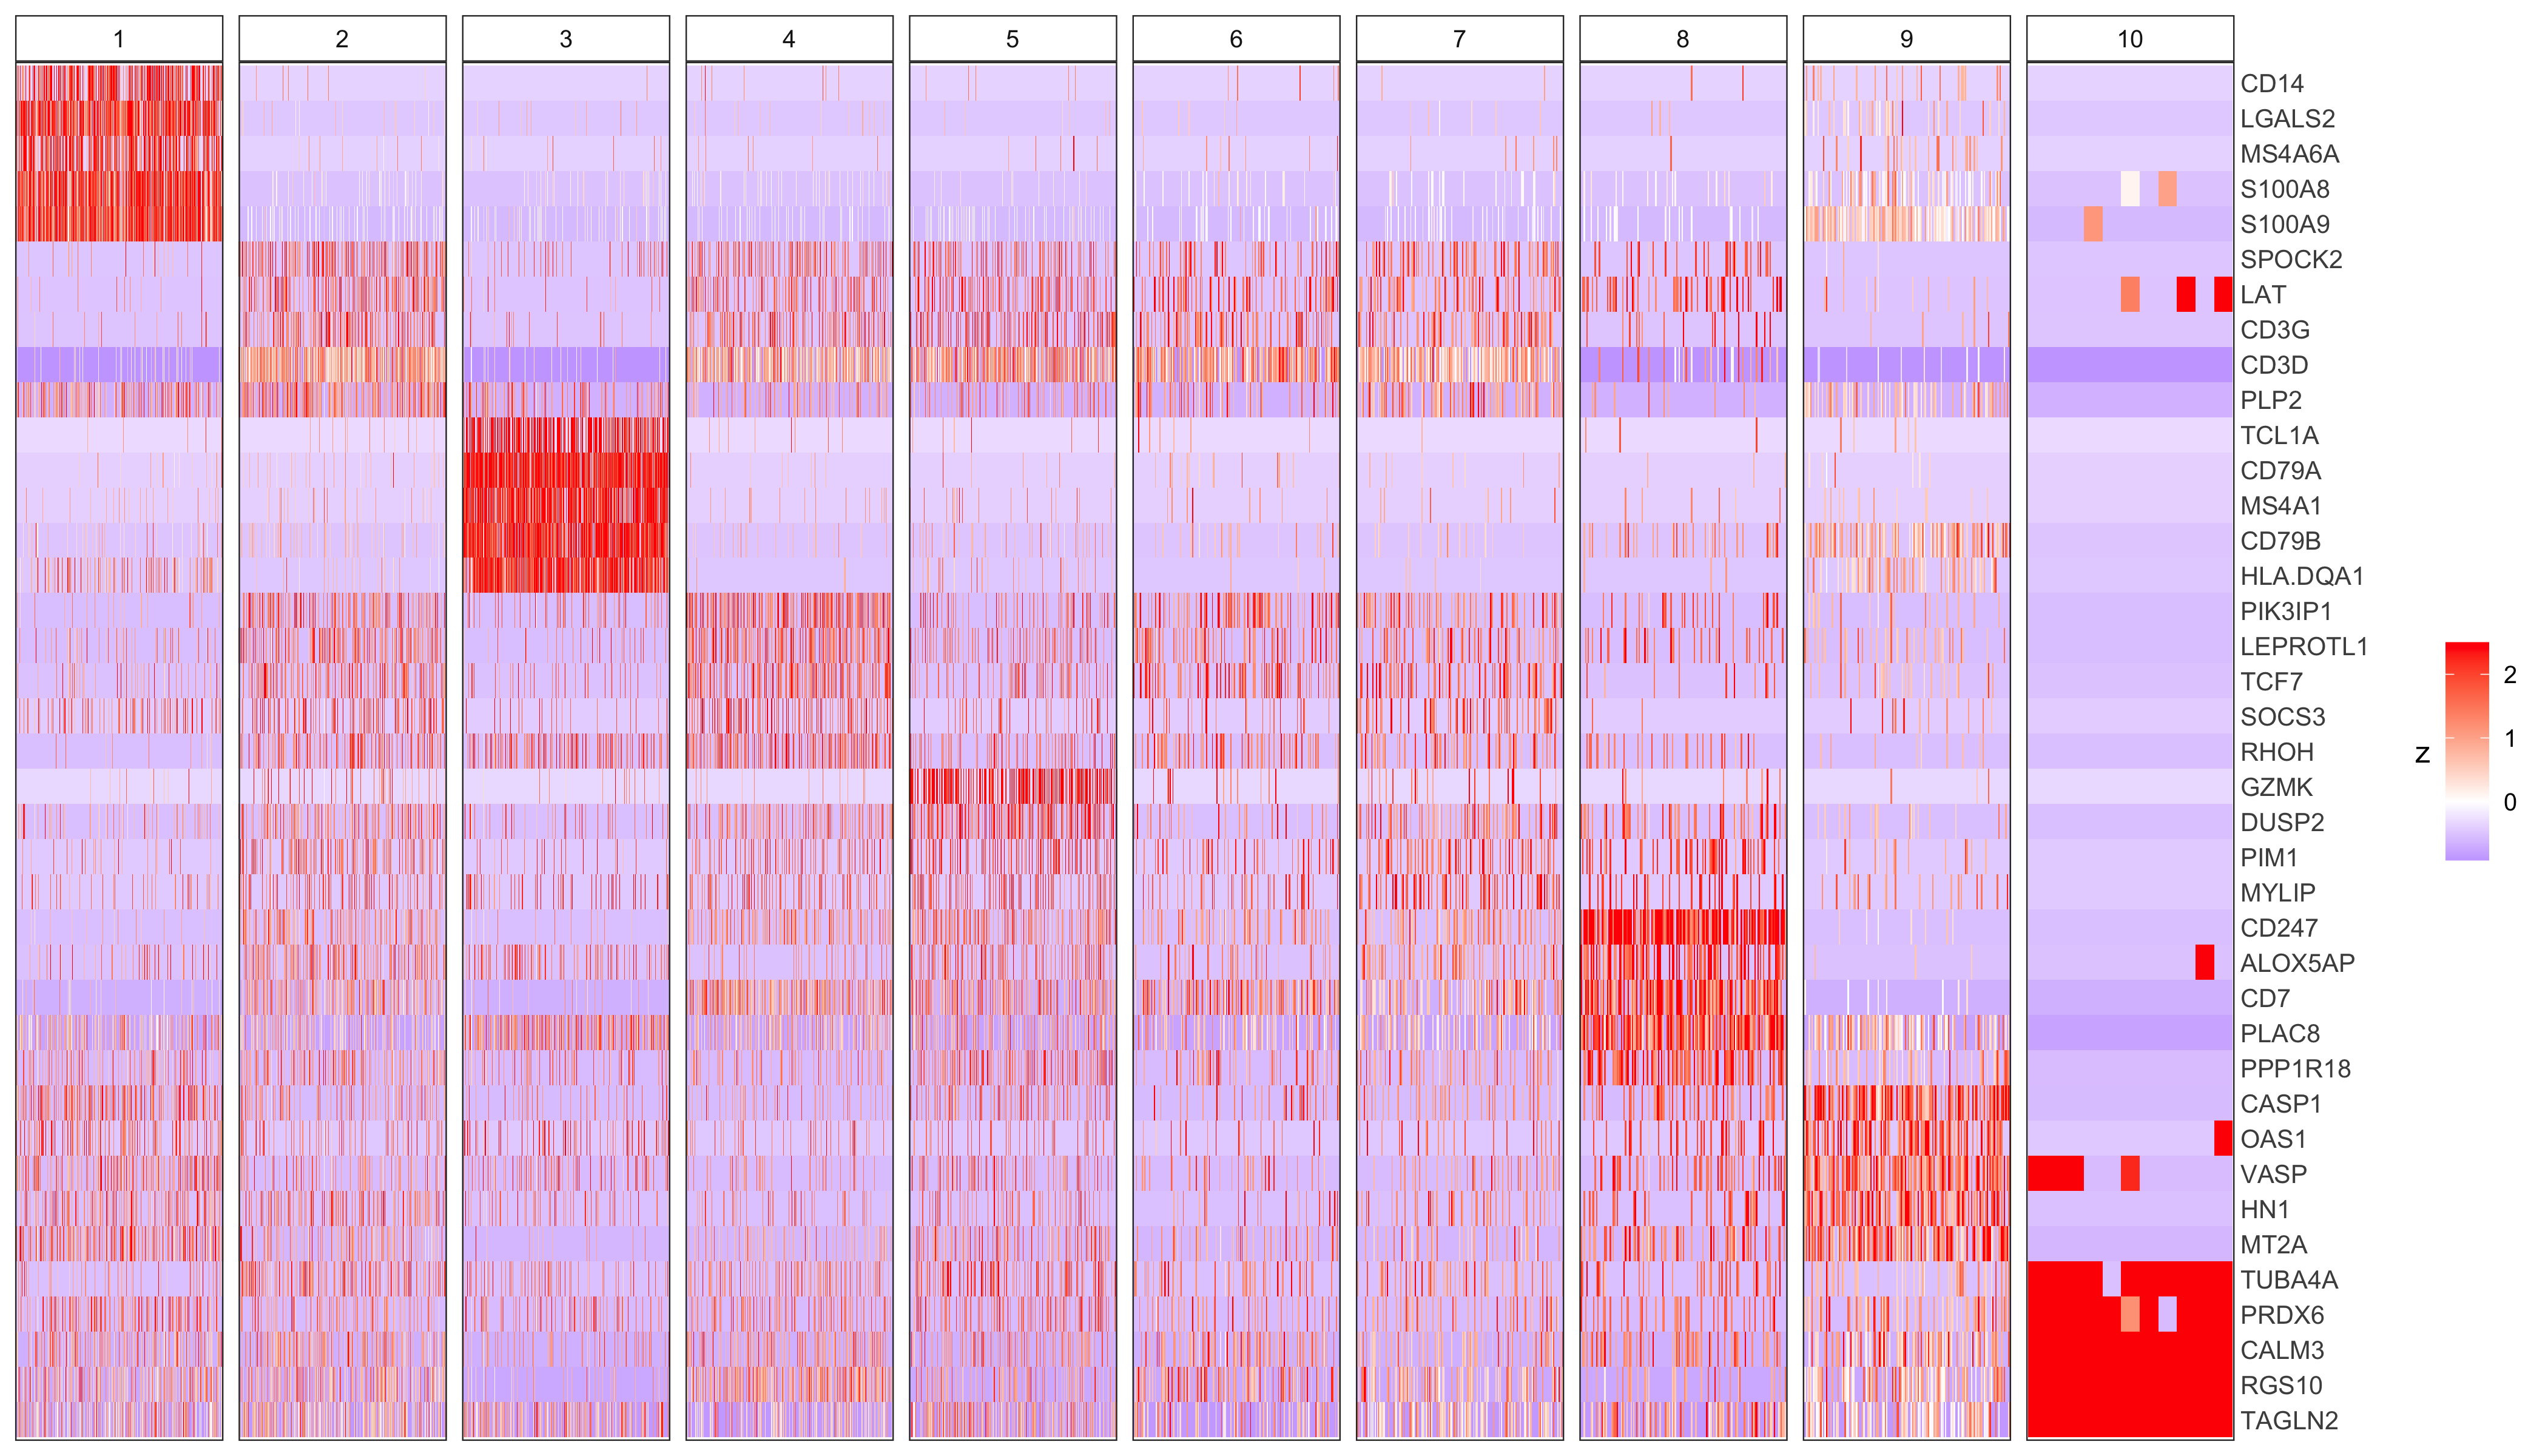 1 2 3 4 5 6 7 8 9 10
CD14
LGALS2
MS4A6A
S100A8
S100A9
SPOCK2
LAT
CD3G
CD3D
PLP2
TCL1A
CD79A
MS4A1
CD79B
HLA.DQA1
PIK3IP1
LEPROTL1
TCF7
SOCS3
RHOH
GZMK
DUSP2
PIM1
MYLIP
CD247
ALOX5AP
CD7
PLAC8
PPP1R18
CASP1
OAS1
VASP
HN1
MT2A
TUBA4A
PRDX6
CALM3
RGS10
TAGLN2
z
2
1
0